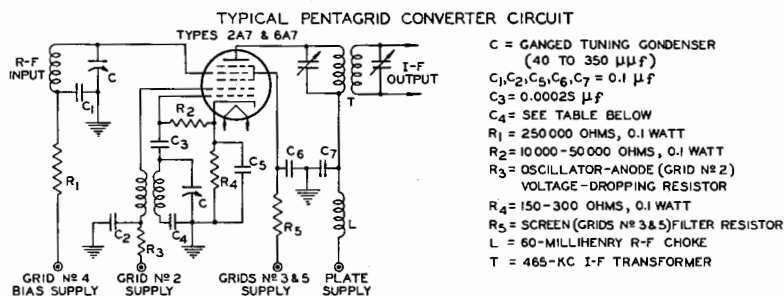 TYPICAL PENTAGRID CONVERTER CIRCUIT
TYPES 2A7 & 6A7
R-F
INPUT
C
C₁
R₁
R₂
C₃
C₂
R₃
C₄
C
R₄
C₅
C₆
C₇
R₅
L
T
I-F
OUTPUT
GRID Nº 4
BIAS SUPPLY
GRID Nº 2
SUPPLY
GRIDS Nº 3 & 5
SUPPLY
PLATE
SUPPLY
C = GANGED TUNING GONDENSER
(40 TO 350 µµf)
C₁,C₂,C₅,C₆,C₇ = 0.1 µf
C₃ = 0.0002S µf
C₄ = SEE TABLE BELOW
R₁ = 250000 OHMS, 0.1 WATT
R₂ = 10000-50000 OHMS, 0.1 WATT
R₃ = OSCILLATOR-ANODE (GRID Nº 2)
VOLTAGE-DROPPING RESISTOR
R₄ = 150-300 OHMS, 0.1 WATT
R₅ = SCREEN (GRIDS Nº 3&5) FILTER RESISTOR
L = 60-MILLIHENRY R-F CHOKE
T = 465-KC I-F TRANSFORMER